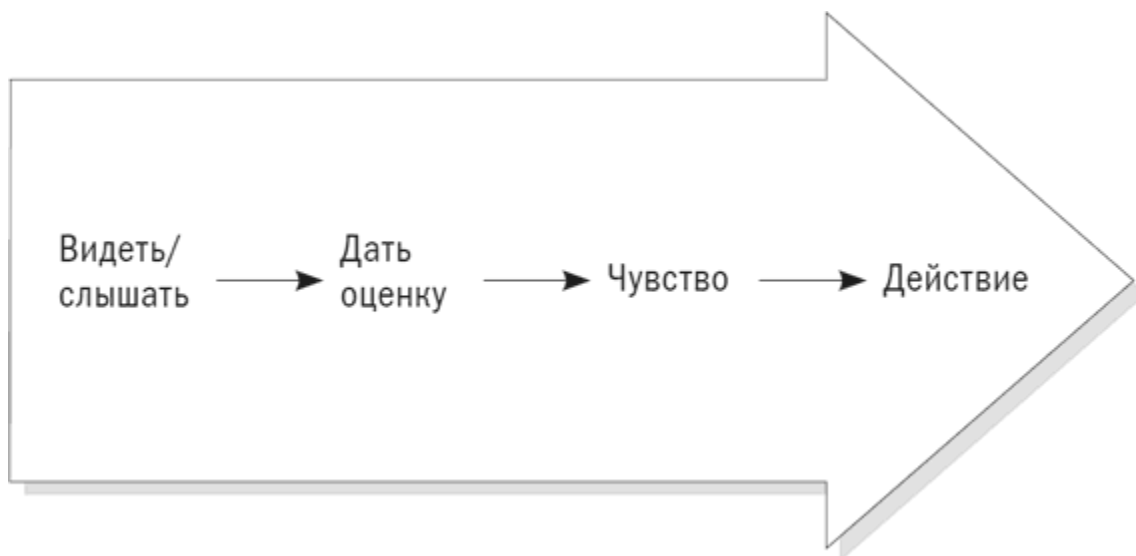 Видеть/
слышать
Дать
оценку
Чувство
Действие